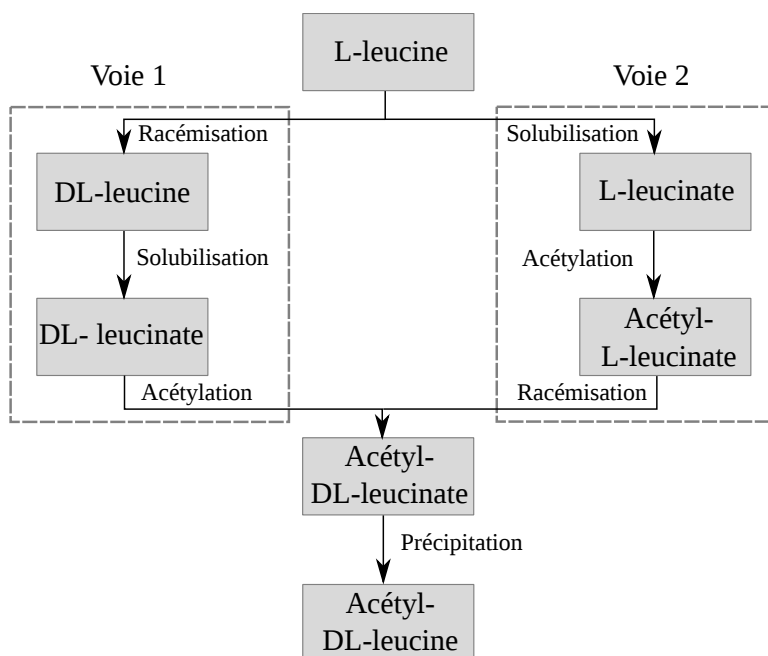 L-leucine
Voie 1
Voie 2
Racémisation
Solubilisation
DL-leucine
L-leucinate
Solubilisation
Acétylation
DL- leucinate
Acétyl-
L-leucinate
Acétylation
Racémisation
Acétyl-
DL-leucinate
Précipitation
Acétyl-
DL-leucine